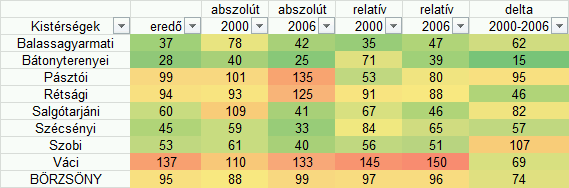 abszolút abszolút relatív relatív delta
Kistérségek eredő 2000 2006 2000 2006 2000-2006
Balassagyarmati 37 78 42 35 47 62
Bátonyterenyei 28 40 25 71 39 15
Pásztói 99 101 135 53 80 95
Rétsági 94 93 125 91 88 46
Salgótarjáni 60 109 41 67 46 82
Szécsényi 45 59 33 84 65 57
Szobi 53 61 40 56 51 107
Váci 137 110 133 145 150 69
BÖRZSÖNY 95 88 99 97 96 74